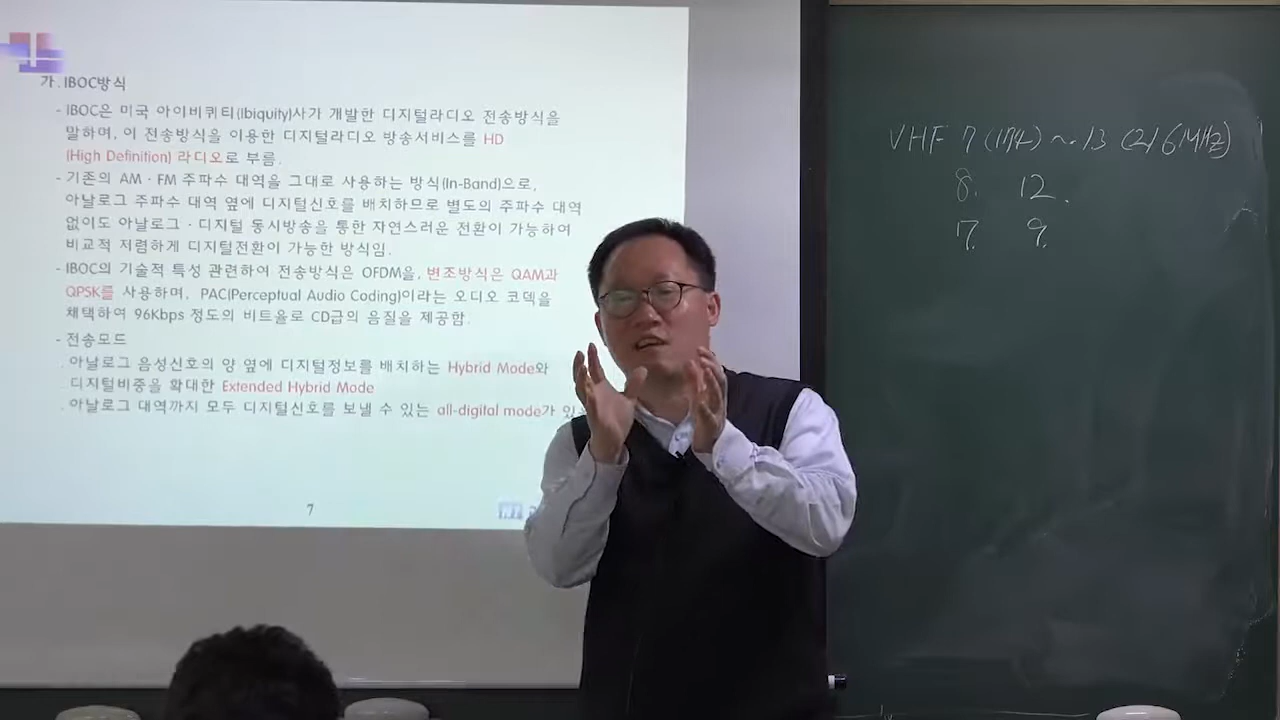 가. IBOC방식
- IBOC은 미국 아이비퀴티(Ibiquity)사가 개발한 디지털라디오 전송방식을
말하며, 이 전송방식을 이용한 디지털라디오 방송서비스를 HD
(High Definition) 라디오로 부름.
- 기존의 AM · FM 주파수 대역을 그대로 사용하는 방식(In-Band)으로,
아날로그 주파수 대역 옆에 디지털신호를 배치하므로 별도의 주파수 대역
없이도 아날로그 · 디지털 동시방송을 통한 자연스러운 전환이 가능하여
비교적 저렴하게 디지털전환이 가능한 방식임.
- IBOC의 기술적 특성 관련하여 전송방식은 OFDM을, 변조방식은 QAM과
QPSK를 사용하며, PAC(Perceptual Audio Coding)이라는 오디오 코덱을
채택하여 96Kbps 정도의 비트율로 CD급의 음질을 제공함.
- 전송모드
. 아날로그 음성신호의 양 옆에 디지털정보를 배치하는 Hybrid Mode와
디지털비중을 확대한 Extended Hybrid Mode
. 아날로그 대역까지 모두 디지털신호를 보낼 수 있는 all-digital mode가
7
VHF 7 (174) ~ 13 (216MHz)
8. 12.
7. 9.